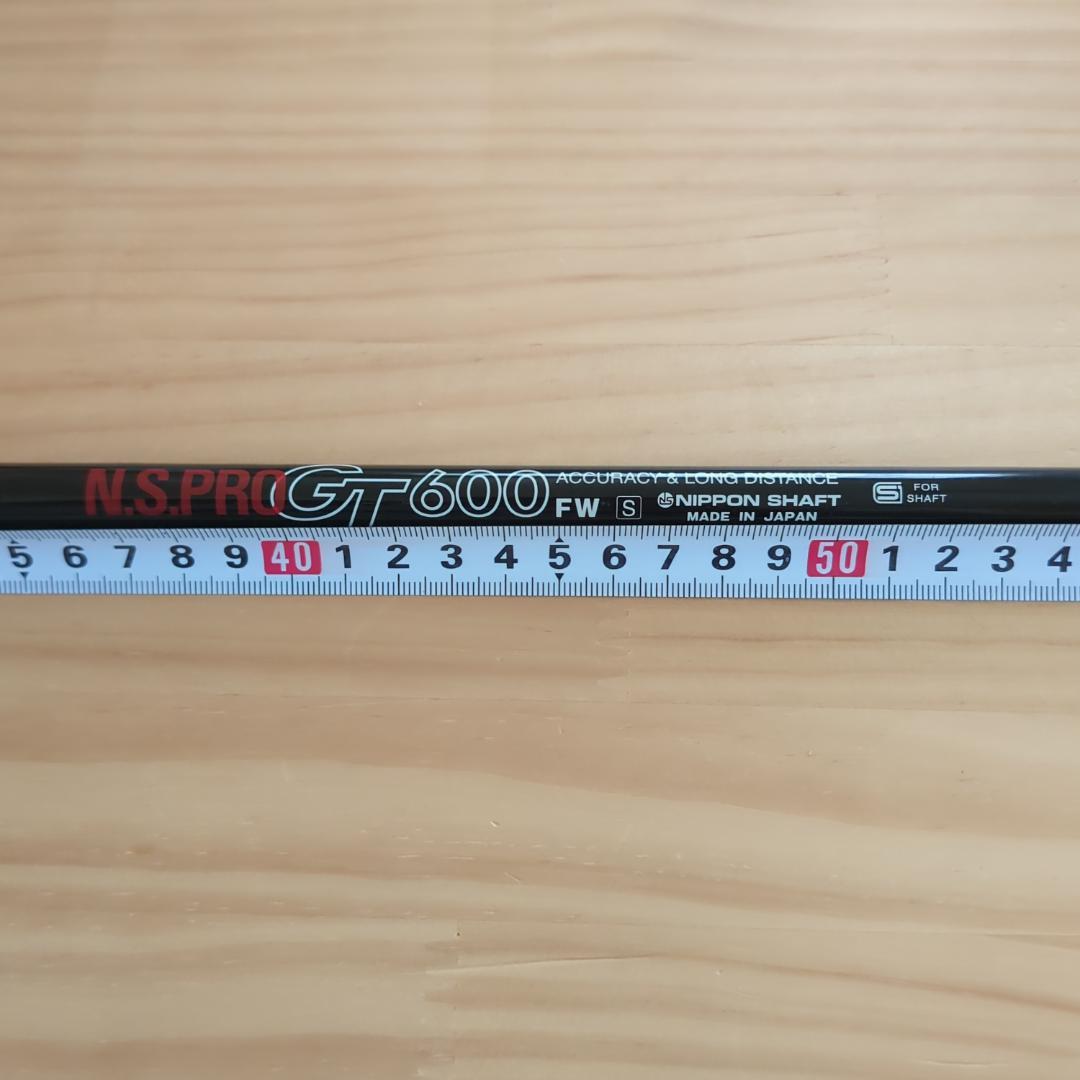 N.S.PRO GT600 ACCURACY & LONG DISTANCE
FW S NS NIPPON SHAFT
MADE IN JAPAN
FOR
SHAFT
5 6 7 8 9 40 1 2 3 4 5 6 7 8 9 50 1 2 3 4